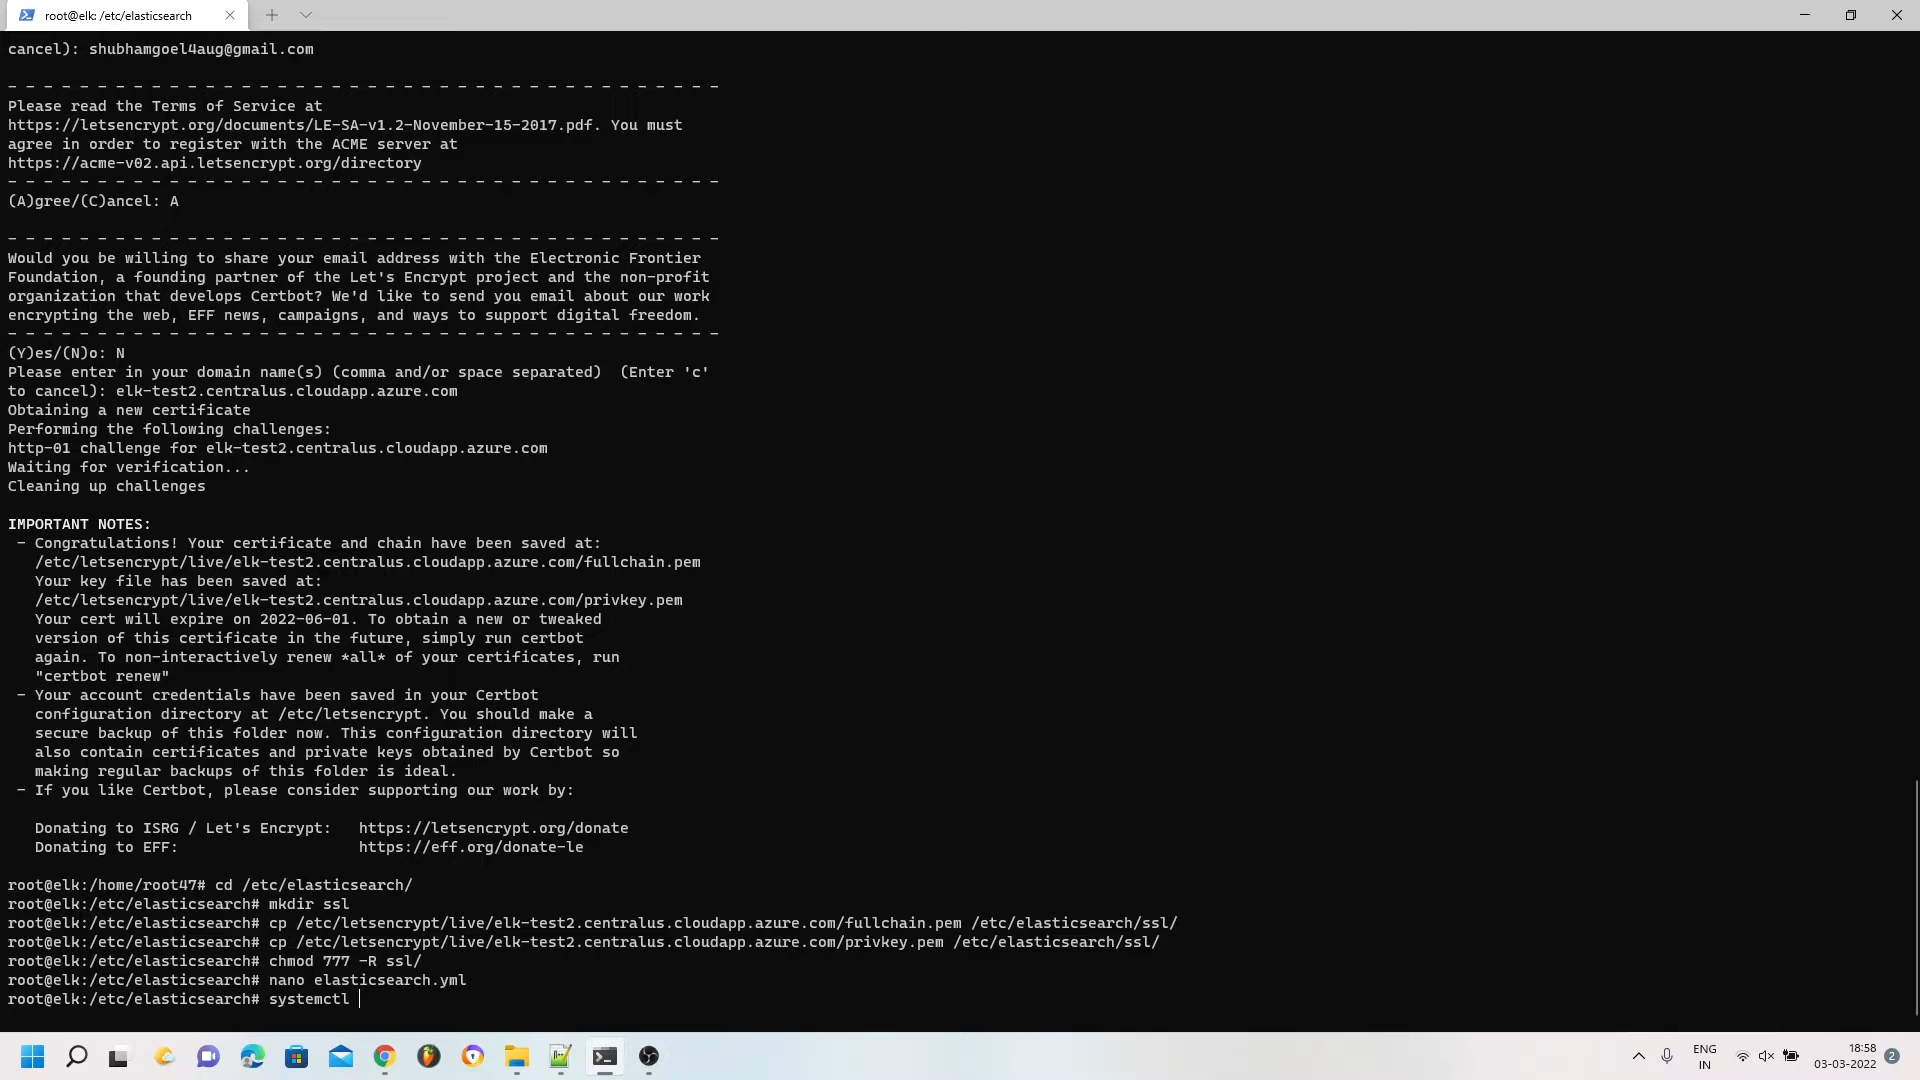 root@elk: /etc/elasticsearch
cancel): shubhamgoel4aug@gmail.com
- - - - - - - - - - - - - - - - - - - - - - - - - - - - - - - - - - - - - - - -
Please read the Terms of Service at
https://letsencrypt.org/documents/LE-SA-v1.2-November-15-2017.pdf. You must
agree in order to register with the ACME server at
https://acme-v02.api.letsencrypt.org/directory
- - - - - - - - - - - - - - - - - - - - - - - - - - - - - - - - - - - - - - - -
(A)gree/(C)ancel: A
- - - - - - - - - - - - - - - - - - - - - - - - - - - - - - - - - - - - - - - -
Would you be willing to share your email address with the Electronic Frontier
Foundation, a founding partner of the Let's Encrypt project and the non-profit
organization that develops Certbot? We'd like to send you email about our work
encrypting the web, EFF news, campaigns, and ways to support digital freedom.
- - - - - - - - - - - - - - - - - - - - - - - - - - - - - - - - - - - - - - - -
(Y)es/(N)o: N
Please enter in your domain name(s) (comma and/or space separated)  (Enter 'c'
to cancel): elk-test2.centralus.cloudapp.azure.com
Obtaining a new certificate
Performing the following challenges:
http-01 challenge for elk-test2.centralus.cloudapp.azure.com
Waiting for verification...
Cleaning up challenges
IMPORTANT NOTES:
- Congratulations! Your certificate and chain have been saved at:
/etc/letsencrypt/live/elk-test2.centralus.cloudapp.azure.com/fullchain.pem
Your key file has been saved at:
/etc/letsencrypt/live/elk-test2.centralus.cloudapp.azure.com/privkey.pem
Your cert will expire on 2022-06-01. To obtain a new or tweaked
version of this certificate in the future, simply run certbot
again. To non-interactively renew *all* of your certificates, run
"certbot renew"
- Your account credentials have been saved in your Certbot
configuration directory at /etc/letsencrypt. You should make a
secure backup of this folder now. This configuration directory will
also contain certificates and private keys obtained by Certbot so
making regular backups of this folder is ideal.
- If you like Certbot, please consider supporting our work by:
Donating to ISRG / Let's Encrypt:   https://letsencrypt.org/donate
Donating to EFF:                    https://eff.org/donate-le
root@elk:/home/root47# cd /etc/elasticsearch/
root@elk:/etc/elasticsearch# mkdir ssl
root@elk:/etc/elasticsearch# cp /etc/letsencrypt/live/elk-test2.centralus.cloudapp.azure.com/fullchain.pem /etc/elasticsearch/ssl/
root@elk:/etc/elasticsearch# cp /etc/letsencrypt/live/elk-test2.centralus.cloudapp.azure.com/privkey.pem /etc/elasticsearch/ssl/
root@elk:/etc/elasticsearch# chmod 777 -R ssl/
root@elk:/etc/elasticsearch# nano elasticsearch.yml
root@elk:/etc/elasticsearch# systemctl
ENG
IN
18:58
03-03-2022
2